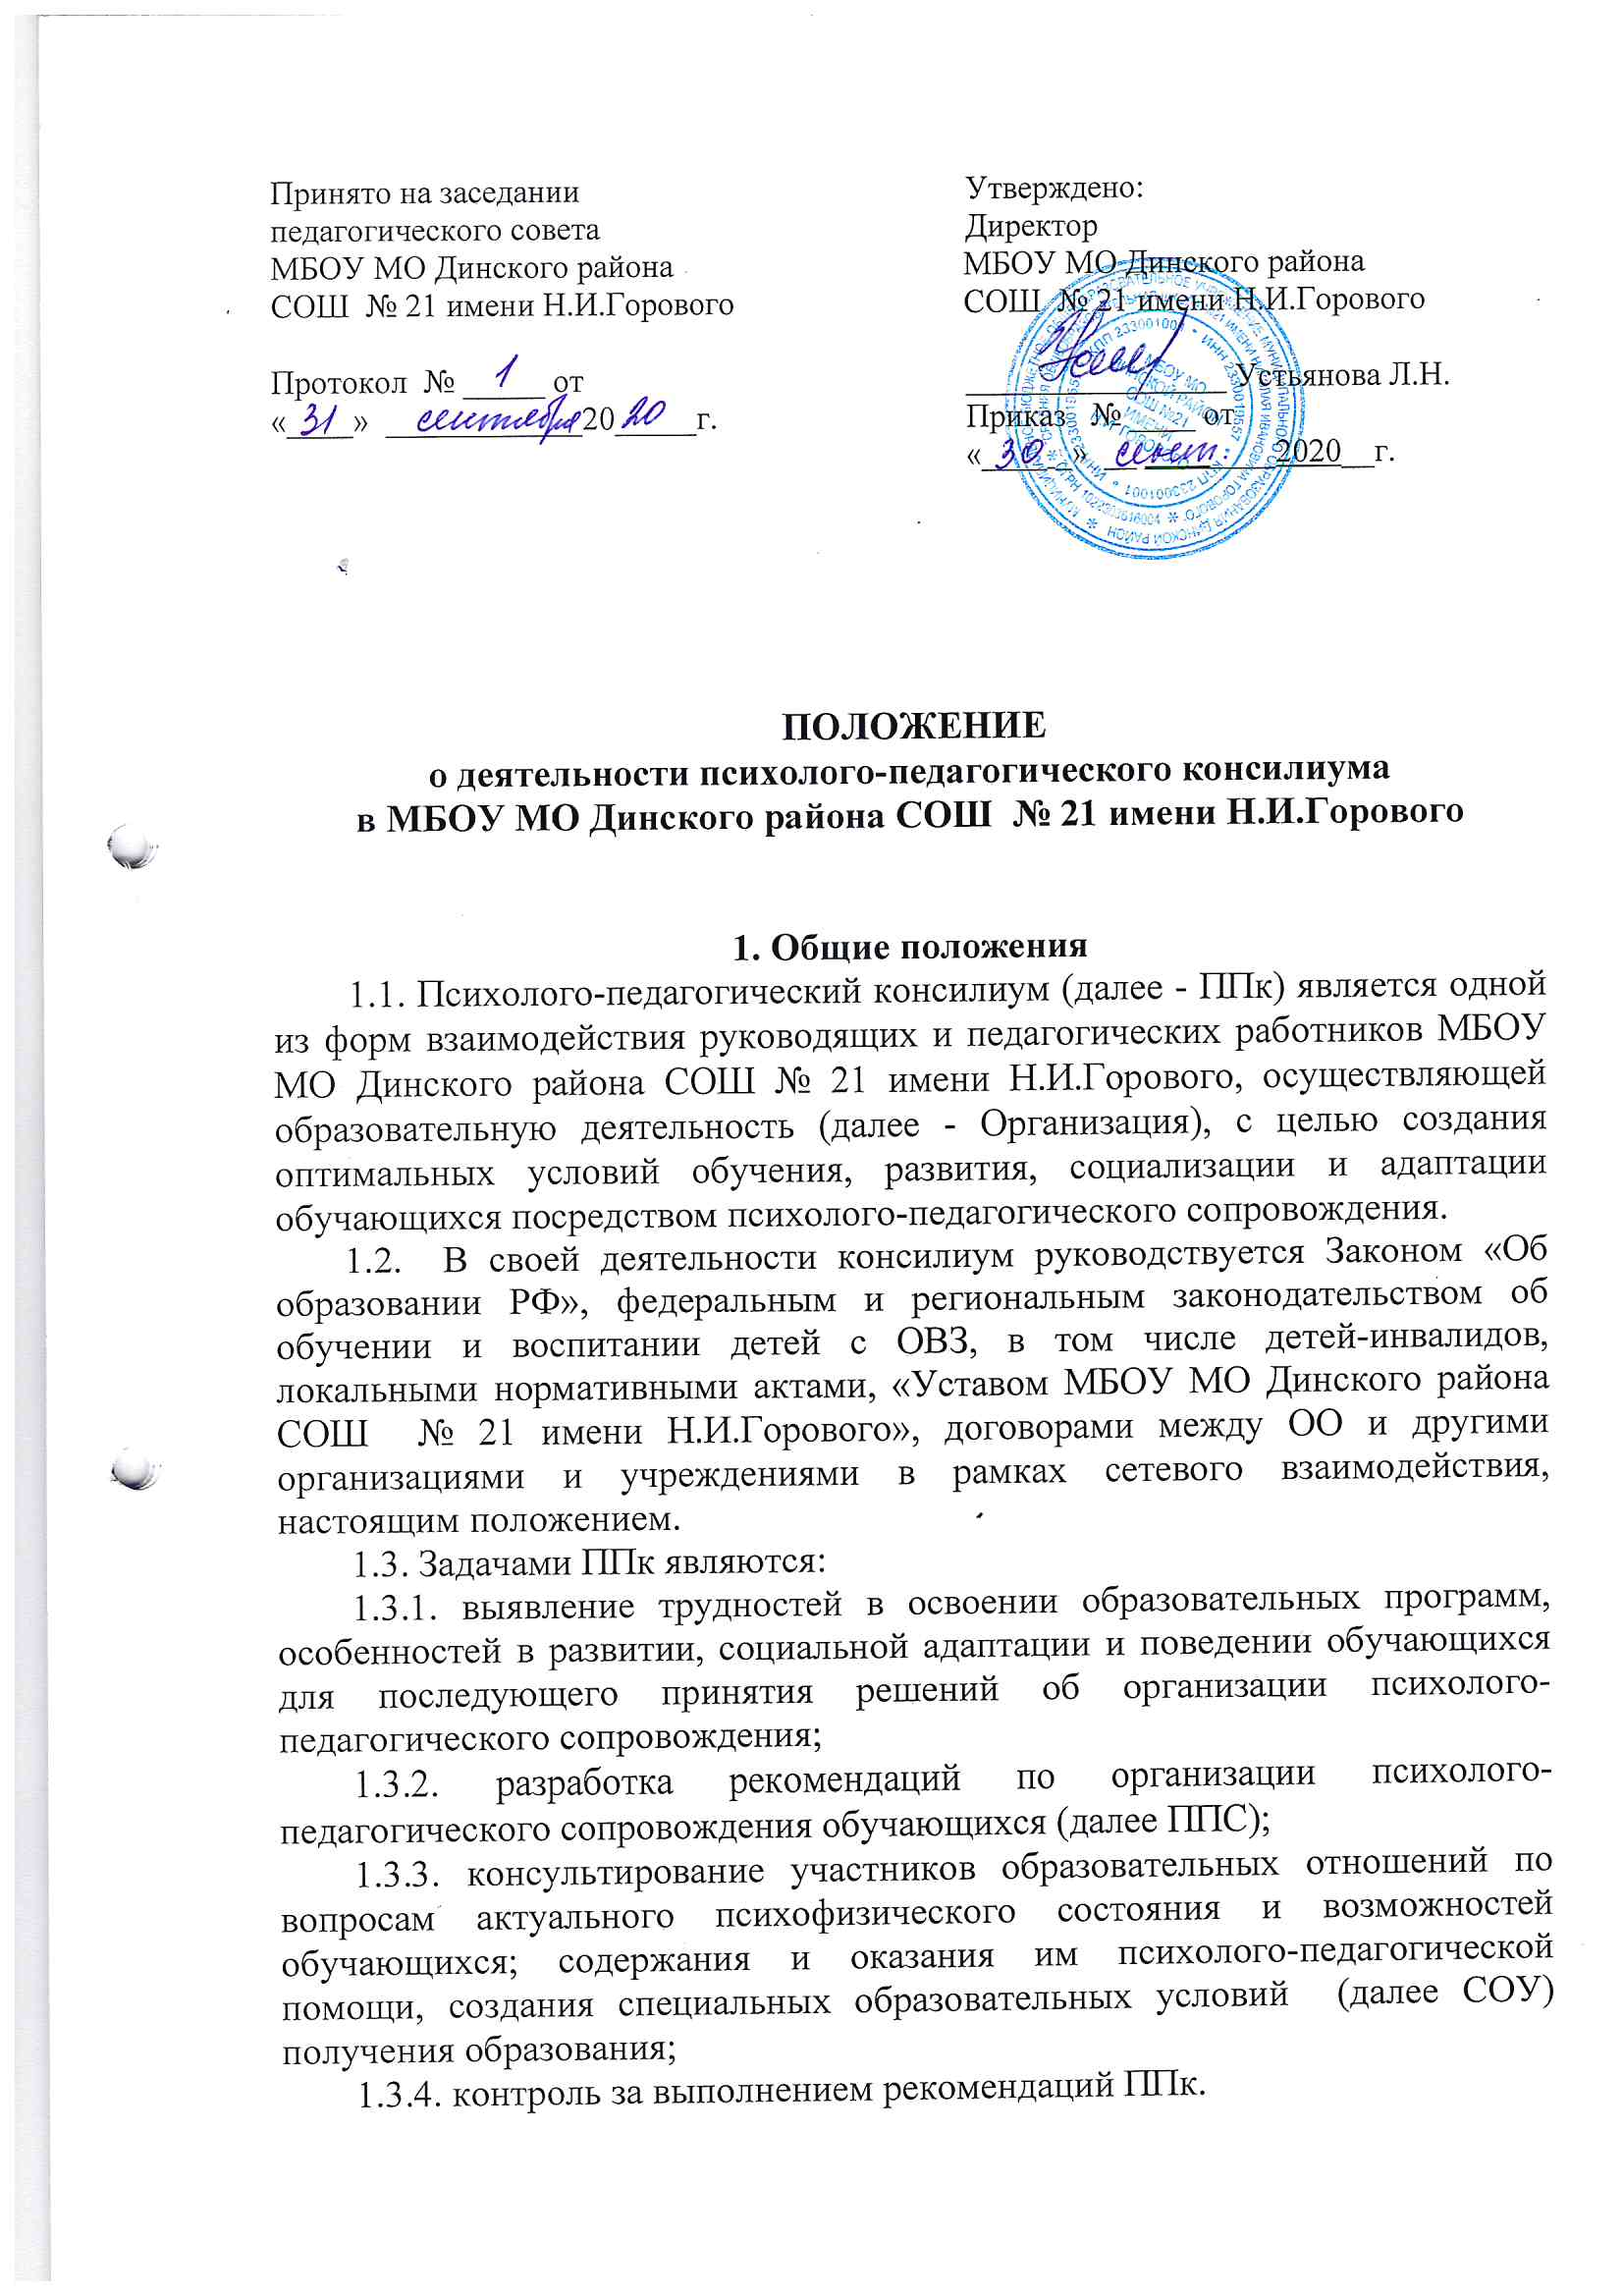 Принято на заседании
педагогического совета
МБОУ МО Динского района
СОШ № 21 имени Н.И.Горового
Протокол № 1 от
«31» сентября 2020 г.
Утверждено:
Директор
МБОУ МО Динского района
СОШ № 21 имени Н.И.Горового
Устьянова Л.Н.
Приказ № ____ от
«30» сент. 2020 г.
МБОУ МО
ДИНСКОЙ РАЙОН
СОШ №21
ИМЕНИ
ПОЛОЖЕНИЕ
о деятельности психолого-педагогического консилиума
в МБОУ МО Динского района СОШ № 21 имени Н.И.Горового
1. Общие положения
1.1. Психолого-педагогический консилиум (далее - ППк) является одной
из форм взаимодействия руководящих и педагогических работников МБОУ
МО Динского района СОШ № 21 имени Н.И.Горового, осуществляющей
образовательную деятельность (далее - Организация), с целью создания
оптимальных условий обучения, развития, социализации и адаптации
обучающихся посредством психолого-педагогического сопровождения.
1.2. В своей деятельности консилиум руководствуется Законом «Об
образовании РФ», федеральным и региональным законодательством об
обучении и воспитании детей с ОВЗ, в том числе детей-инвалидов,
локальными нормативными актами, «Уставом МБОУ МО Динского района
СОШ № 21 имени Н.И.Горового», договорами между ОО и другими
организациями и учреждениями в рамках сетевого взаимодействия,
настоящим положением.
1.3. Задачами ППк являются:
1.3.1. выявление трудностей в освоении образовательных программ,
особенностей в развитии, социальной адаптации и поведении обучающихся
для последующего принятия решений об организации психолого-
педагогического сопровождения;
1.3.2. разработка рекомендаций по организации психолого-
педагогического сопровождения обучающихся (далее ППС);
1.3.3. консультирование участников образовательных отношений по
вопросам актуального психофизического состояния и возможностей
обучающихся; содержания и оказания им психолого-педагогической
помощи, создания специальных образовательных условий (далее СОУ)
получения образования;
1.3.4. контроль за выполнением рекомендаций ППк.